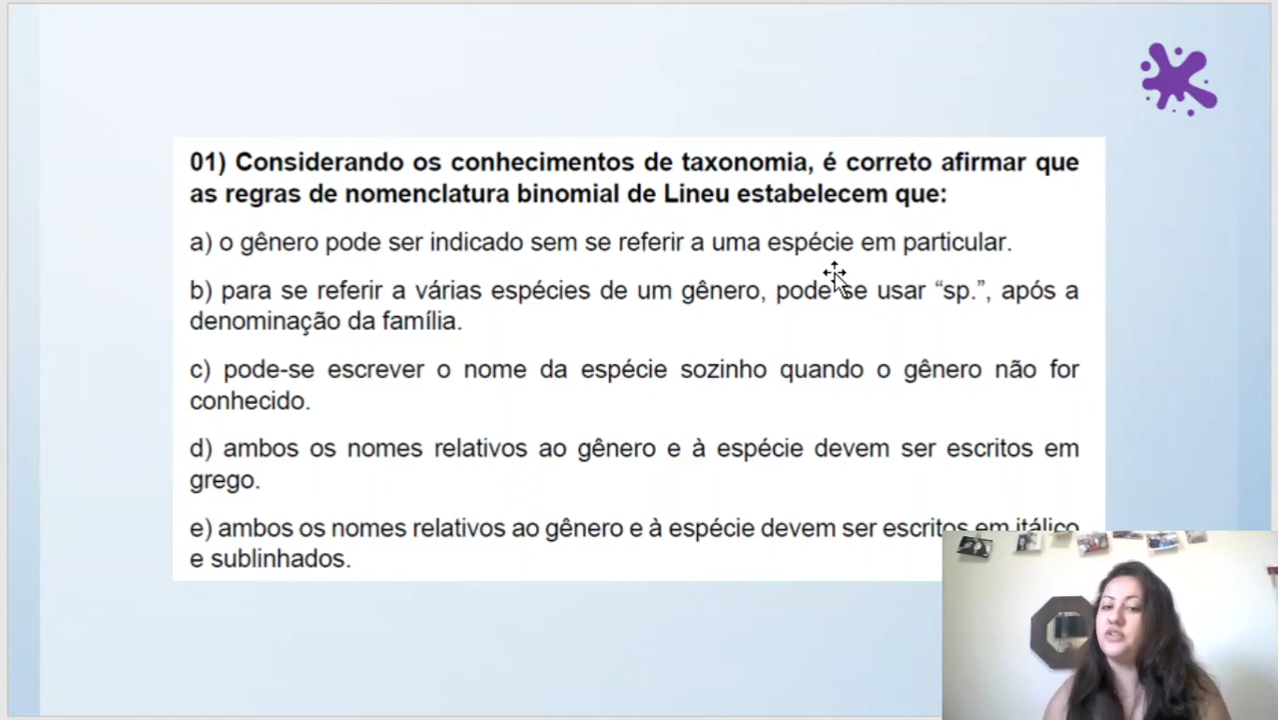 01) Considerando os conhecimentos de taxonomia, é correto afirmar que
as regras de nomenclatura binomial de Lineu estabelecem que:
a) o gênero pode ser indicado sem se referir a uma espécie em particular.
b) para se referir a várias espécies de um gênero, pode-se usar “sp.”, após a
denominação da família.
c) pode-se escrever o nome da espécie sozinho quando o gênero não for
conhecido.
d) ambos os nomes relativos ao gênero e à espécie devem ser escritos em
grego.
e) ambos os nomes relativos ao gênero e à espécie devem ser escritos em itálico
e sublinhados.